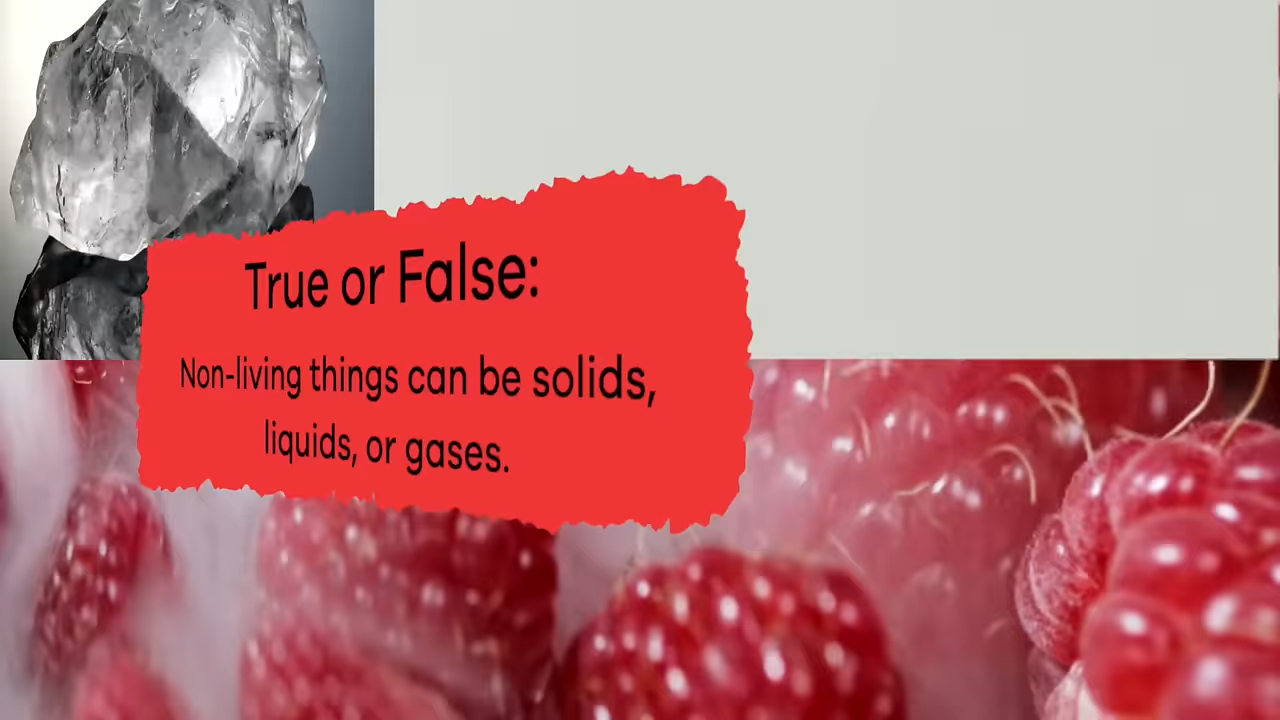 True or False:
Non-living things can be solids,
liquids, or gases.